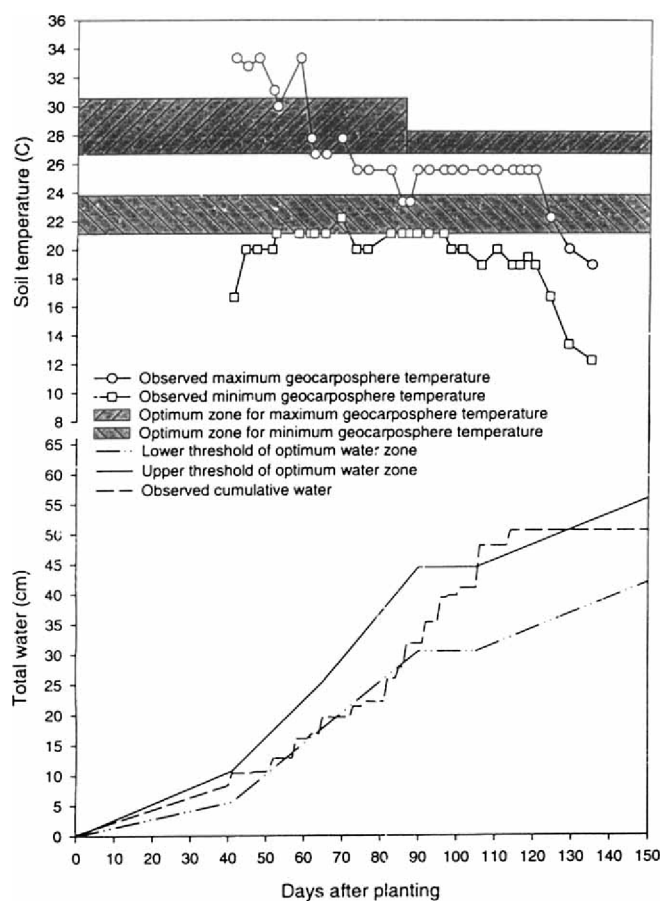 36
34
32
30
28
26
24
22
20
18
16
14
12
10
8
Soil temperature (C)
Observed maximum geocarposphere temperature
Observed minimum geocarposphere temperature
Optimum zone for maximum geocarposphere temperature
Optimum zone for minimum geocarposphere temperature
Lower threshold of optimum water zone
Upper threshold of optimum water zone
Observed cumulative water
65
60
55
50
45
40
35
30
25
20
15
10
5
0
Total water (cm)
0 10 20 30 40 50 60 70 80 90 100 110 120 130 140 150
Days after planting